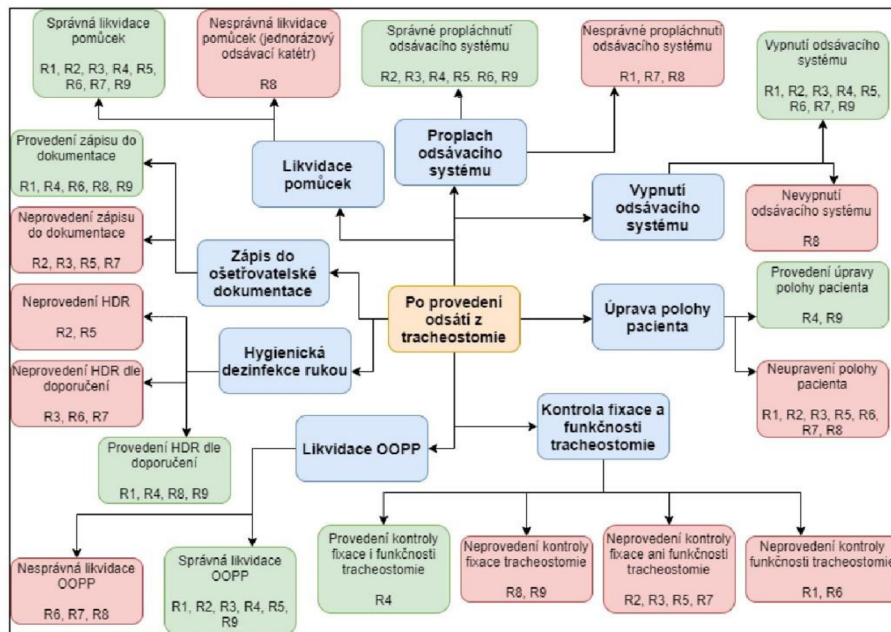 Správná likvidace
pomůcek
R1, R2, R3, R4, R5,
R6, R7, R9
Nesprávná likvidace
pomůcek (jednorázový
odsávací katétr)
R8
Správné propláchnutí
odsávacího systému
R2, R3, R4, R5. R6, R9
Nesprávné propláchnutí
odsávacího systému
R1, R7, R8
Vypnutí odsávacího
systému
R1, R2, R3, R4, R5,
R6, R7, R9
Provedení zápisu do
dokumentace
R1, R4, R6, R8, R9
Likvidace
pomůcek
Proplach
odsávacího
systému
Vypnutí
odsávacího
systému
Nevypnutí
odsávacího systému
R8
Neprovedení zápisu
do dokumentace
R2, R3, R5, R7
Zápis do
ošetřovatelské
dokumentace
Po provedení
odsátí z
tracheostomie
Úprava polohy
pacienta
Provedení úpravy
polohy pacienta
R4, R9
Neprovedení HDR
R2, R5
Hygienická
dezinfekce rukou
Neprovedení HDR dle
doporučení
R3, R6, R7
Neupravení polohy
pacienta
R1, R2, R3, R5, R6,
R7, R8
Provedení HDR dle
doporučení
R1, R4, R8, R9
Likvidace OOPP
Kontrola fixace a
funkčnosti
tracheostomie
Nesprávná likvidace
OOPP
R6, R7, R8
Správná likvidace
OOPP
R1, R2, R3, R4, R5,
R9
Provedení kontroly
fixace i funkčnosti
tracheostomie
R4
Neprovedení kontroly
fixace tracheostomie
R8, R9
Neprovedení kontroly
fixace ani funkčnosti
tracheostomie
R2, R3, R5, R7
Neprovedení kontroly
funkčnosti tracheostomie
R1, R6